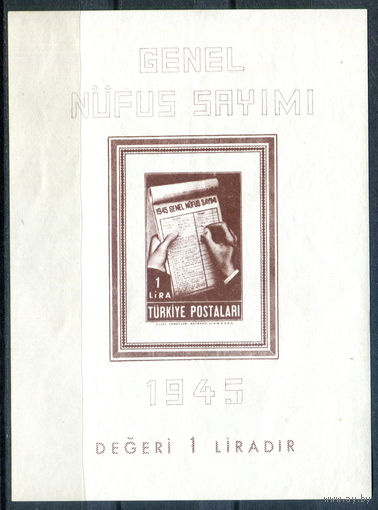 GENEL
NÜFUS SAYIMI
1945 GENEL NÜFUS SAYIMI
1
LİRA
TÜRKİYE POSTALARI
1945
DEĞERİ 1 LİRADIR